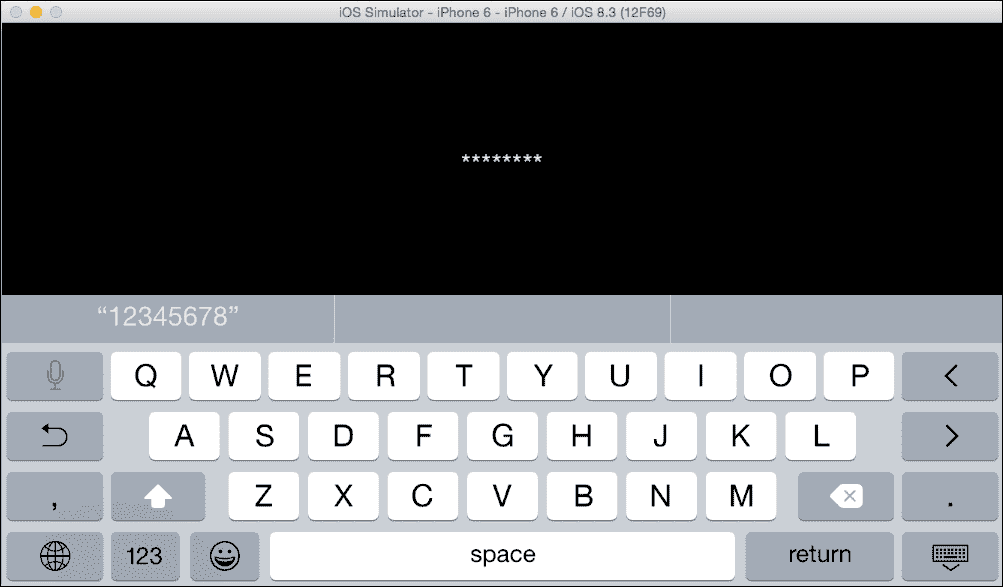 iOS Simulator - iPhone 6 - iPhone 6 / iOS 8.3 (12F69)
********
“12345678”
Q W E R T Y U I O P <
A S D F G H J K L >
, Z X C V B N M .
123 space return